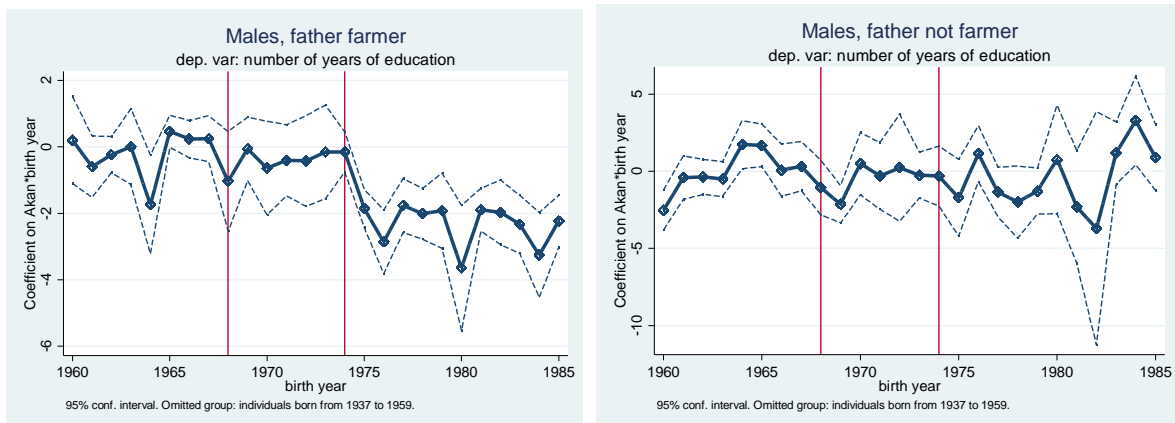 Males, father farmer
dep. var: number of years of education
Coefficient on Akan*birth year
2
0
-2
-4
-6
1960 1965 1970 1975 1980 1985
birth year
95% conf. interval. Omitted group: individuals born from 1937 to 1959.
Males, father not farmer
dep. var: number of years of education
Coefficient on Akan*birth year
5
0
-5
-10
1960 1965 1970 1975 1980 1985
birth year
95% conf. interval. Omitted group: individuals born from 1937 to 1959.